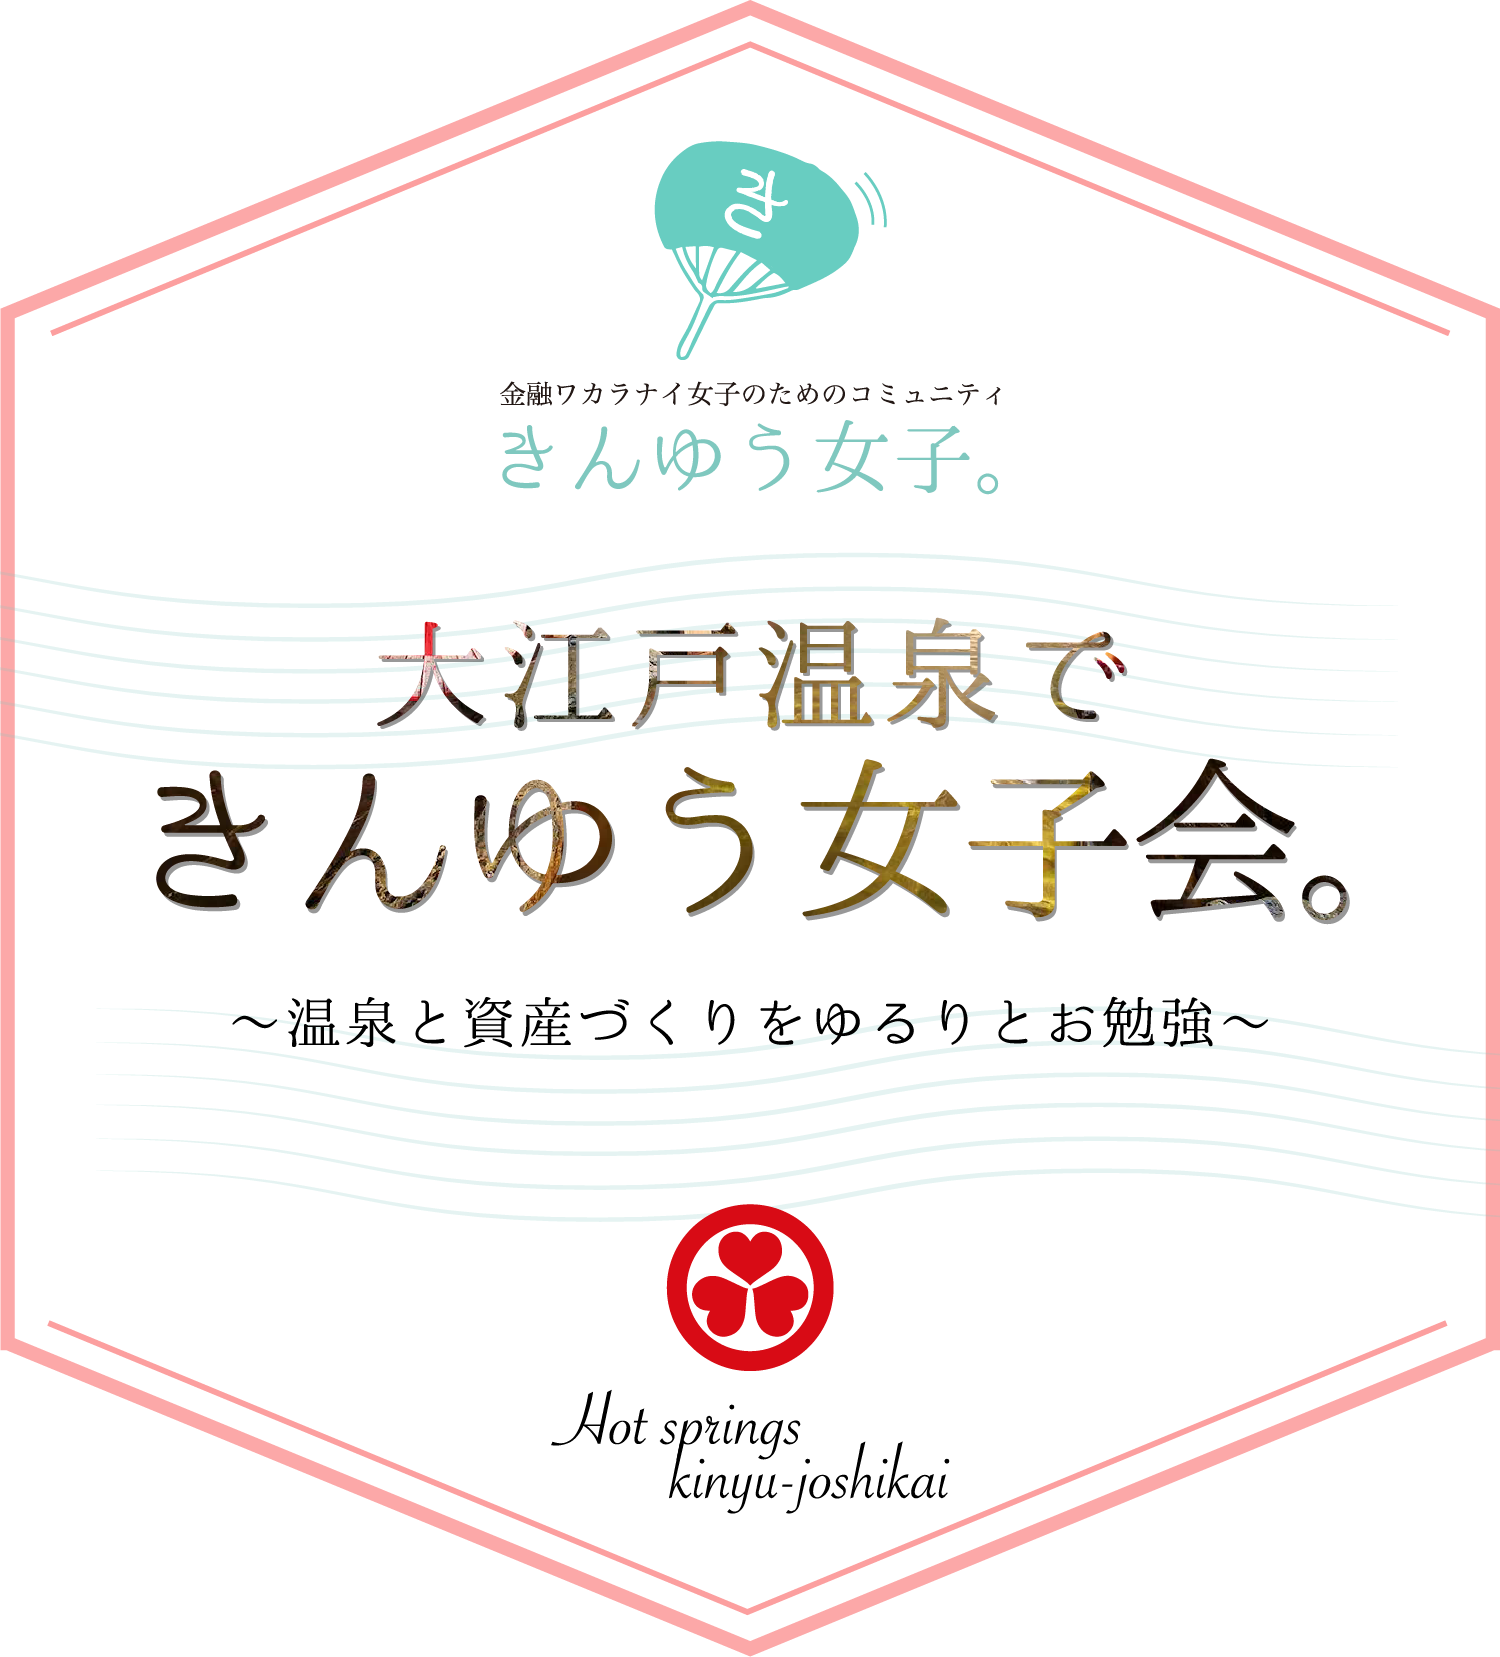 き
金融ワカラナイ女子のためのコミュニティ
きんゆう女子。
大江戸温泉で
きんゆう女子会。
～温泉と資産づくりをゆるりとお勉強～
Hot springs
kinyu-joshikai